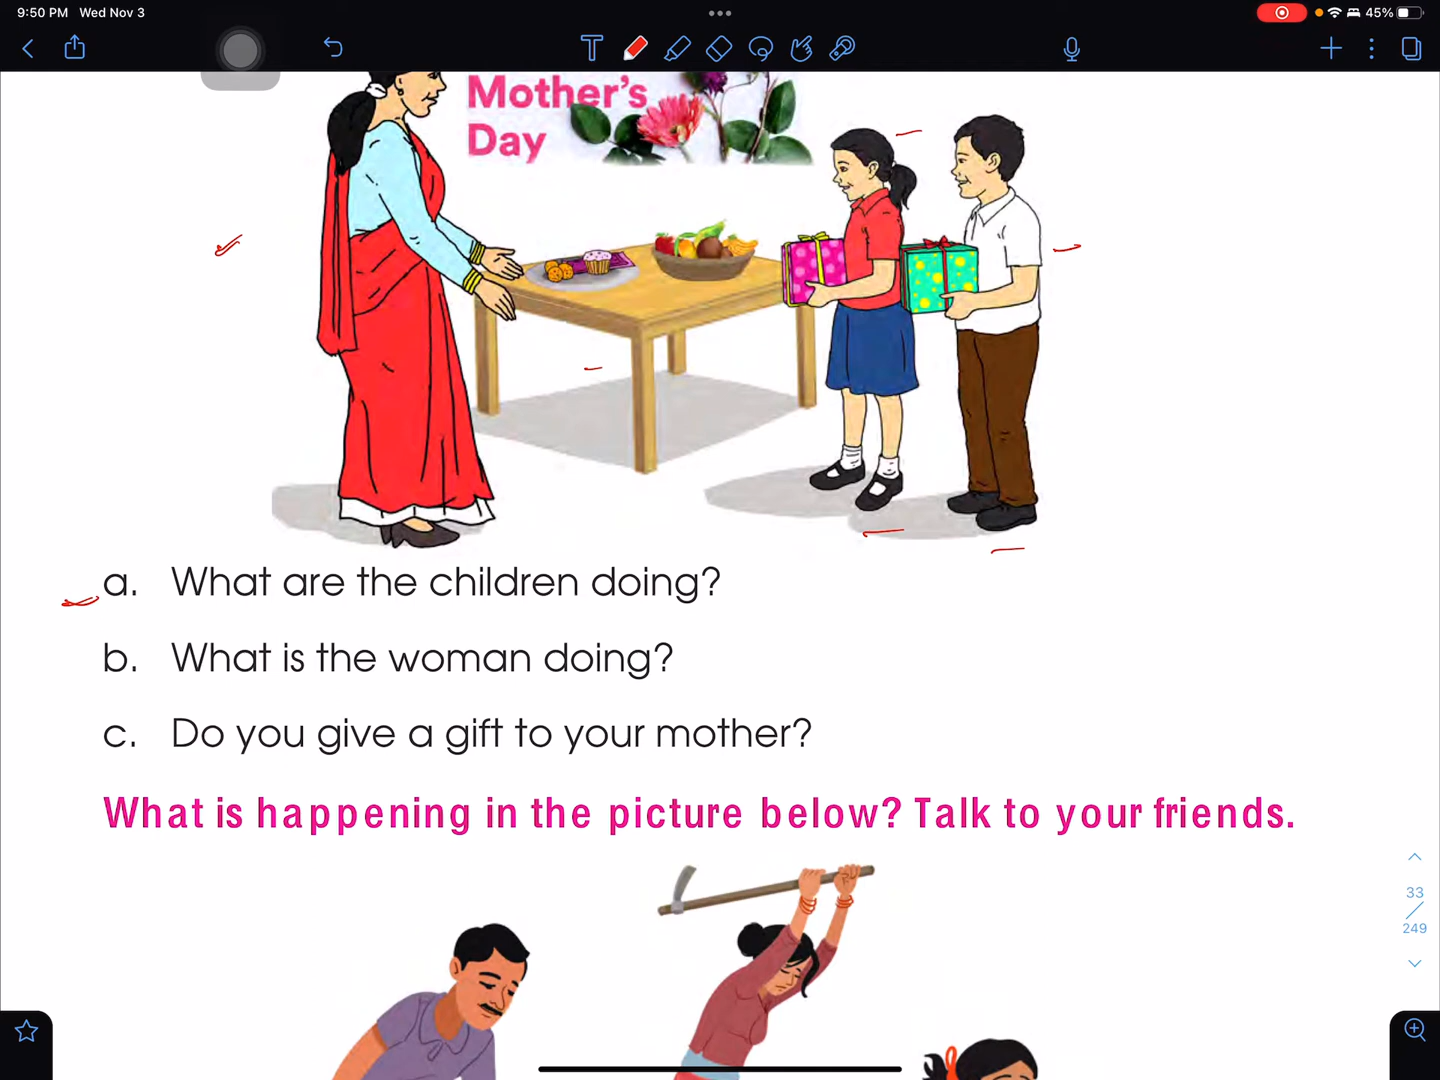 9:50 PM Wed Nov 3
45%
Mother's
Day
a. What are the children doing?
b. What is the woman doing?
c. Do you give a gift to your mother?
What is happening in the picture below? Talk to your friends.
33
249